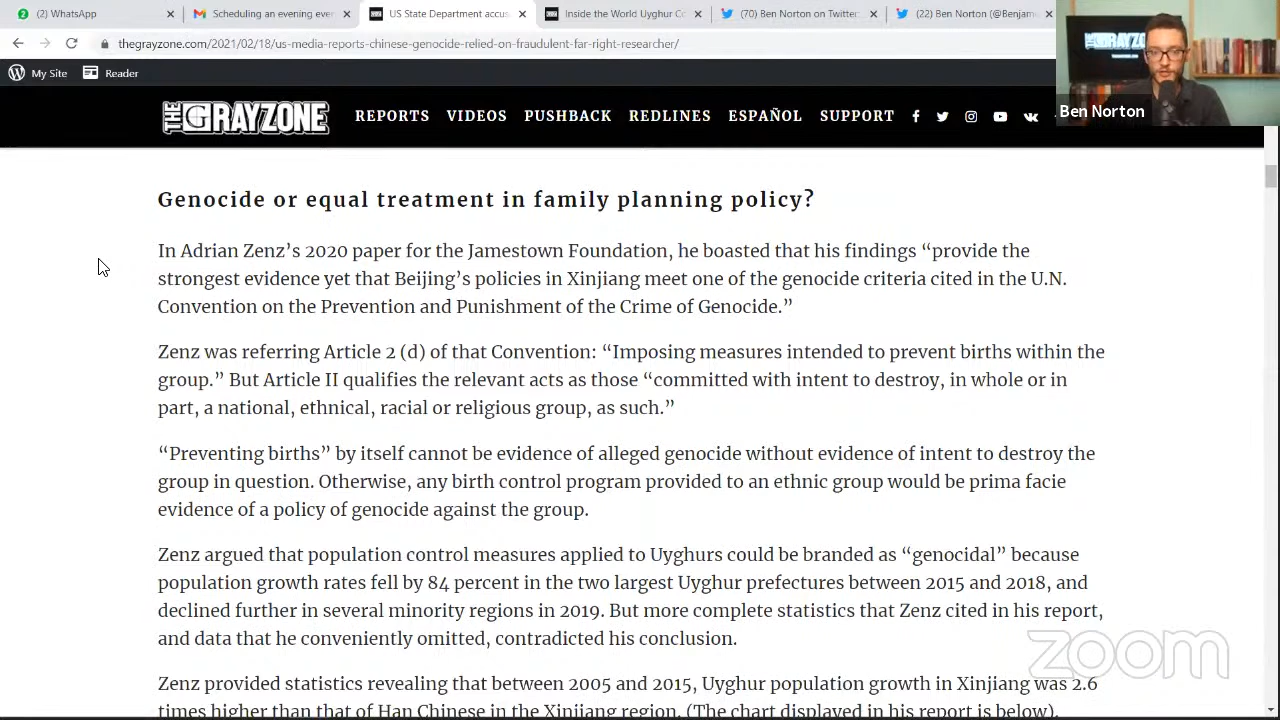 (2) WhatsApp
Scheduling an evening ever
US State Department accus
Inside the World Uyghur Co
(70) Ben Norton on Twitter:
(22) Ben Norton (@Benjam
thegrayzone.com/2021/02/18/us-media-reports-chinese-genocide-relied-on-fraudulent-far-right-researcher/
My Site
Reader
THE GRAYZONE
REPORTS VIDEOS PUSHBACK REDLINES ESPAÑOL SUPPORT
Ben Norton
Genocide or equal treatment in family planning policy?
In Adrian Zenz’s 2020 paper for the Jamestown Foundation, he boasted that his findings “provide the
strongest evidence yet that Beijing’s policies in Xinjiang meet one of the genocide criteria cited in the U.N.
Convention on the Prevention and Punishment of the Crime of Genocide.”
Zenz was referring Article 2 (d) of that Convention: “Imposing measures intended to prevent births within the
group.” But Article II qualifies the relevant acts as those “committed with intent to destroy, in whole or in
part, a national, ethnical, racial or religious group, as such.”
“Preventing births” by itself cannot be evidence of alleged genocide without evidence of intent to destroy the
group in question. Otherwise, any birth control program provided to an ethnic group would be prima facie
evidence of a policy of genocide against the group.
Zenz argued that population control measures applied to Uyghurs could be branded as “genocidal” because
population growth rates fell by 84 percent in the two largest Uyghur prefectures between 2015 and 2018, and
declined further in several minority regions in 2019. But more complete statistics that Zenz cited in his report,
and data that he conveniently omitted, contradicted his conclusion.
Zenz provided statistics revealing that between 2005 and 2015, Uyghur population growth in Xinjiang was 2.6
times higher than that of Han Chinese in the Xinjiang region. (The chart displayed in his report is below).
zoom